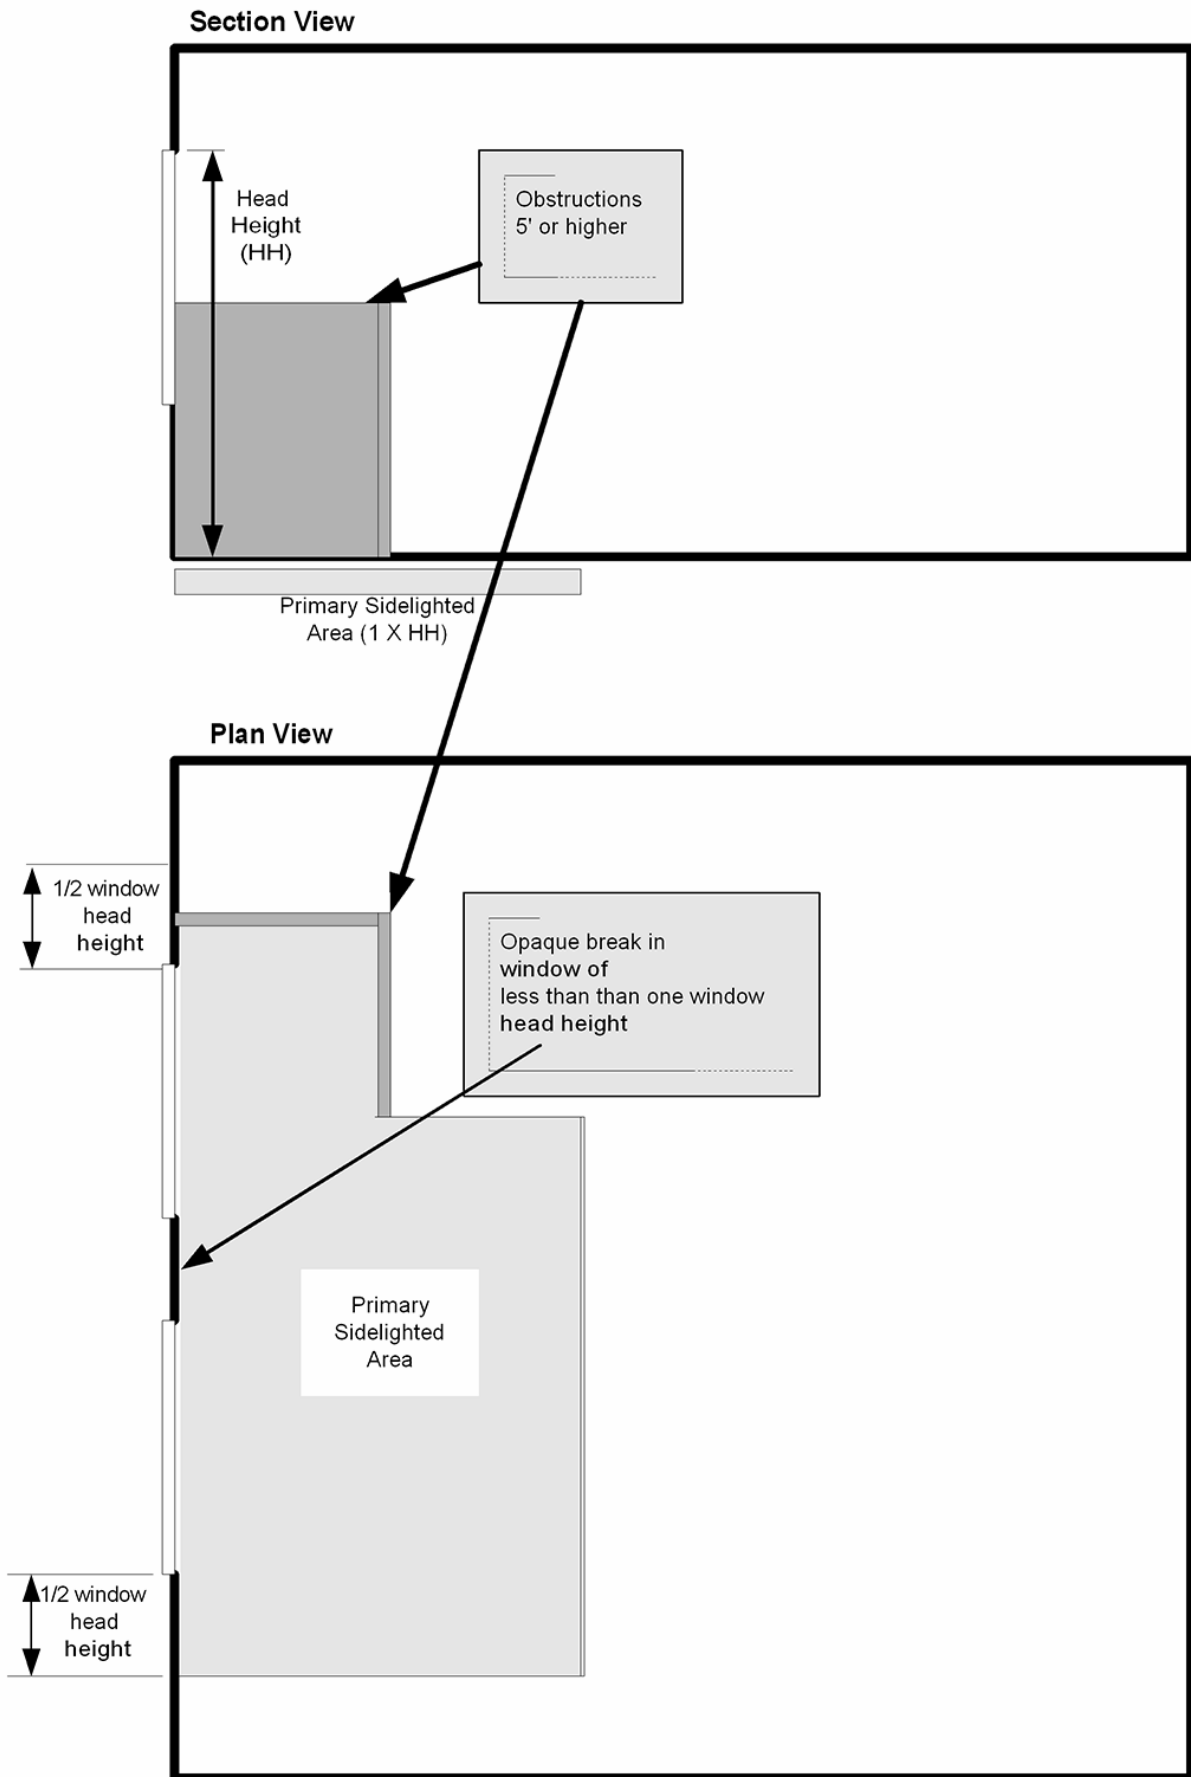 Section View
Head
Height
(HH)
Obstructions
5' or higher
Primary Sidelighted
Area (1 X HH)
Plan View
1/2 window
head
height
Opaque break in
window of
less than than one window
head height
Primary
Sidelighted
Area
1/2 window
head
height